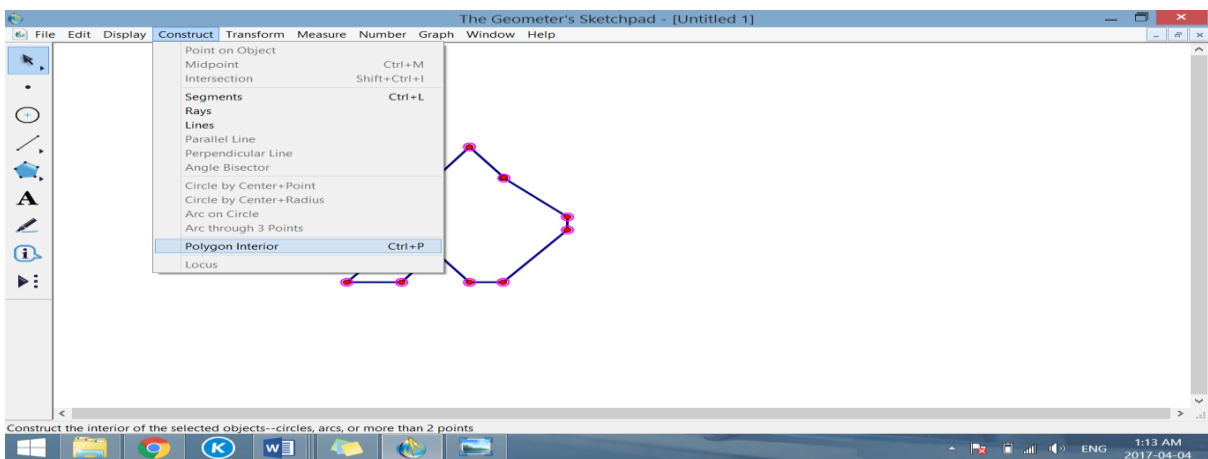 The Geometer's Sketchpad - [Untitled 1]
File Edit Display Construct Transform Measure Number Graph Window Help
Point on Object
Midpoint Ctrl+M
Intersection Shift+Ctrl+I
Segments Ctrl+L
Rays
Lines
Parallel Line
Perpendicular Line
Angle Bisector
Circle by Center+Point
Circle by Center+Radius
Arc on Circle
Arc through 3 Points
Polygon Interior Ctrl+P
Locus
A
Construct the interior of the selected objects--circles, arcs, or more than 2 points
K W ENG 1:13 AM
2017-04-04